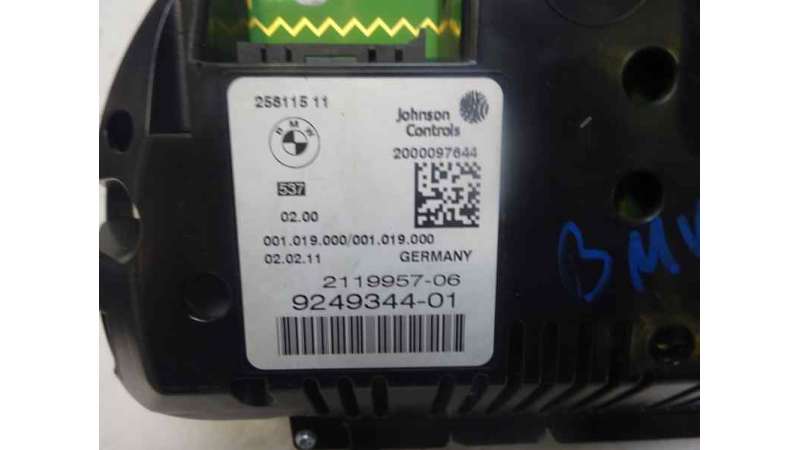 258115 11
Johnson
Controls
BMW
2000097644
537
02.00
001.019.000/001.019.000
02.02.11 GERMANY
2119957-06
9249344-01
BMW